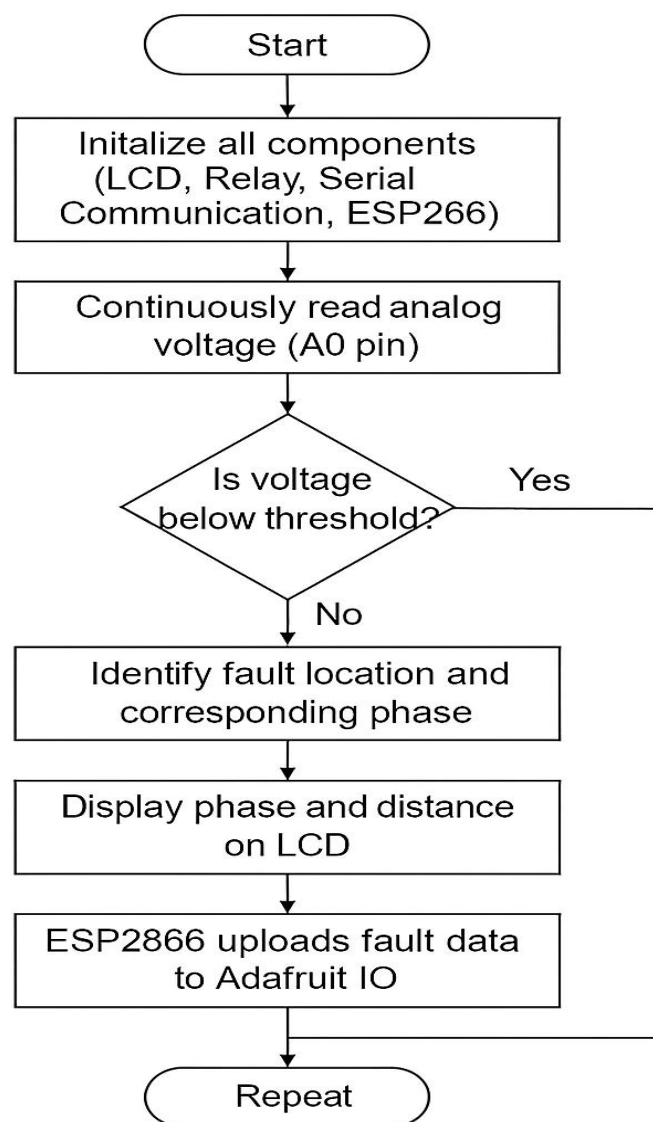 Start
Initalize all components
(LCD, Relay, Serial
Communication, ESP266)
Continuously read analog
voltage (A0 pin)
Is voltage
below threshold?
Yes
No
Identify fault location and
corresponding phase
Display phase and distance
on LCD
ESP2866 uploads fault data
to Adafruit IO
Repeat